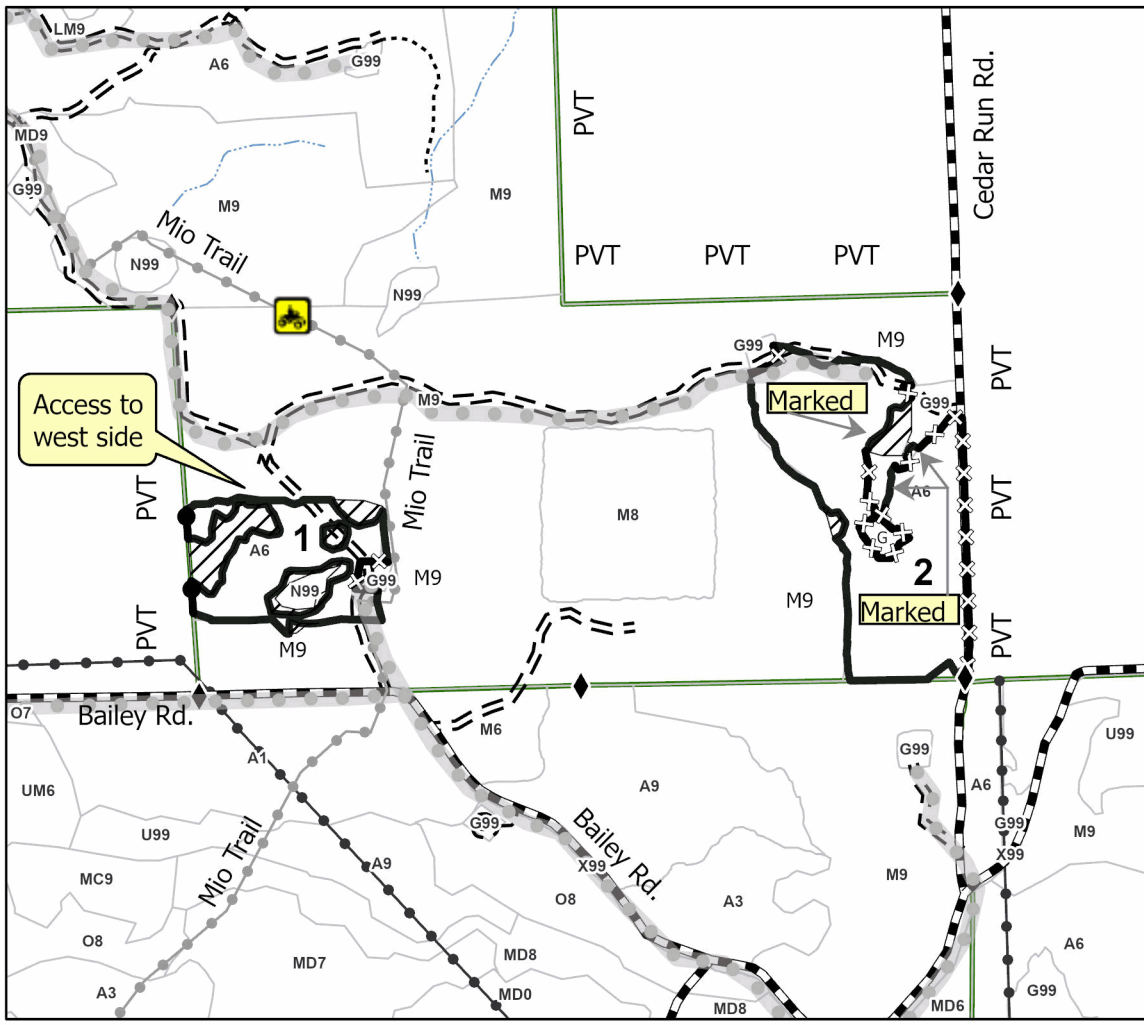 LM9
A6
G99
MD9
G99
M9
Mio Trail
N99
M9
N99
PVT
PVT
PVT
PVT
Cedar Run Rd.
Access to
west side
PVT
PVT
M9
Mio Trail
M8
1
A6
N99
G99
M9
M9
G99
M9
Marked
G99
A6
G
2
Marked
M9
PVT
PVT
PVT
O7
Bailey Rd.
A1
M6
UM6
U99
MC9
O8
A3
Mio Trail
A9
MD7
MD8
MD0
G99
A9
Bailey Rd.
X99
O8
A3
MD8
G99
A6
M9
G99
X99
U99
M9
A6
G99
MD6